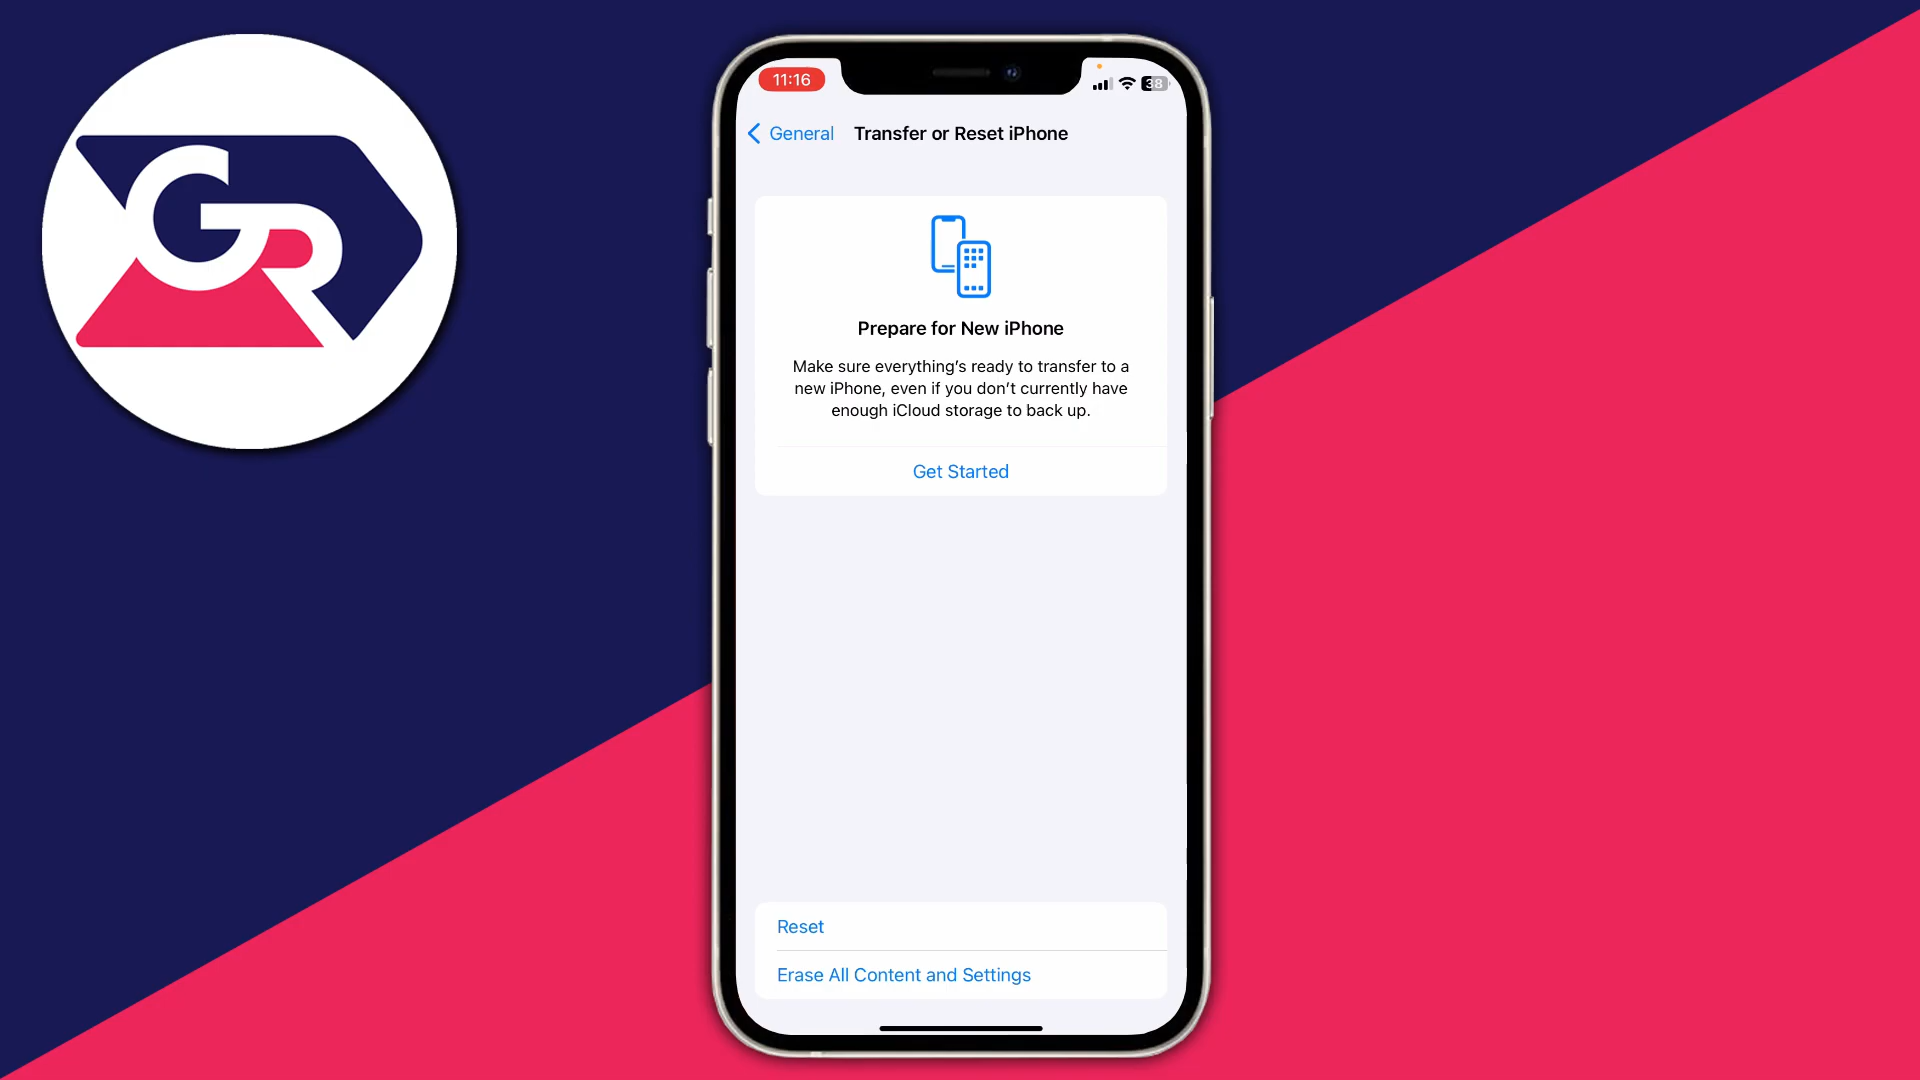 GR
11:16
38
General
Transfer or Reset iPhone
Prepare for New iPhone
Make sure everything’s ready to transfer to a
new iPhone, even if you don’t currently have
enough iCloud storage to back up.
Get Started
Reset
Erase All Content and Settings